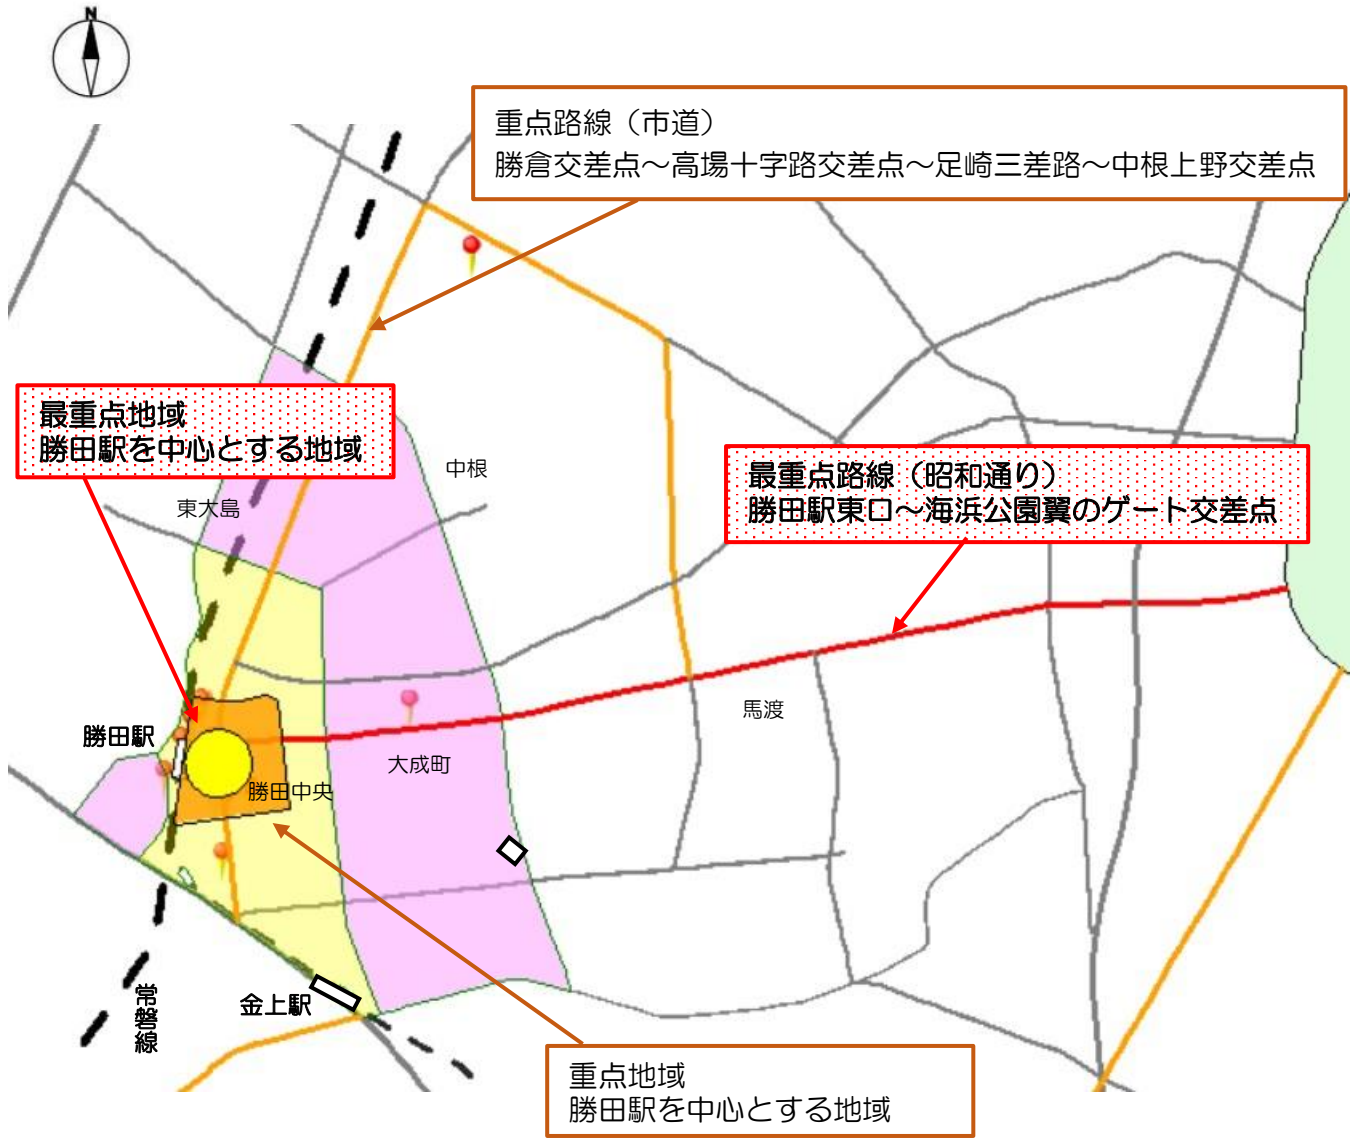 N
重点路線（市道）
勝倉交差点～高場十字路交差点～足崎三差路～中根上野交差点
最重点地域
勝田駅を中心とする地域
中根
東大島
最重点路線（昭和通り）
勝田駅東口～海浜公園翼のゲート交差点
馬渡
勝田駅
大成町
勝田中央
常磐線
金上駅
重点地域
勝田駅を中心とする地域